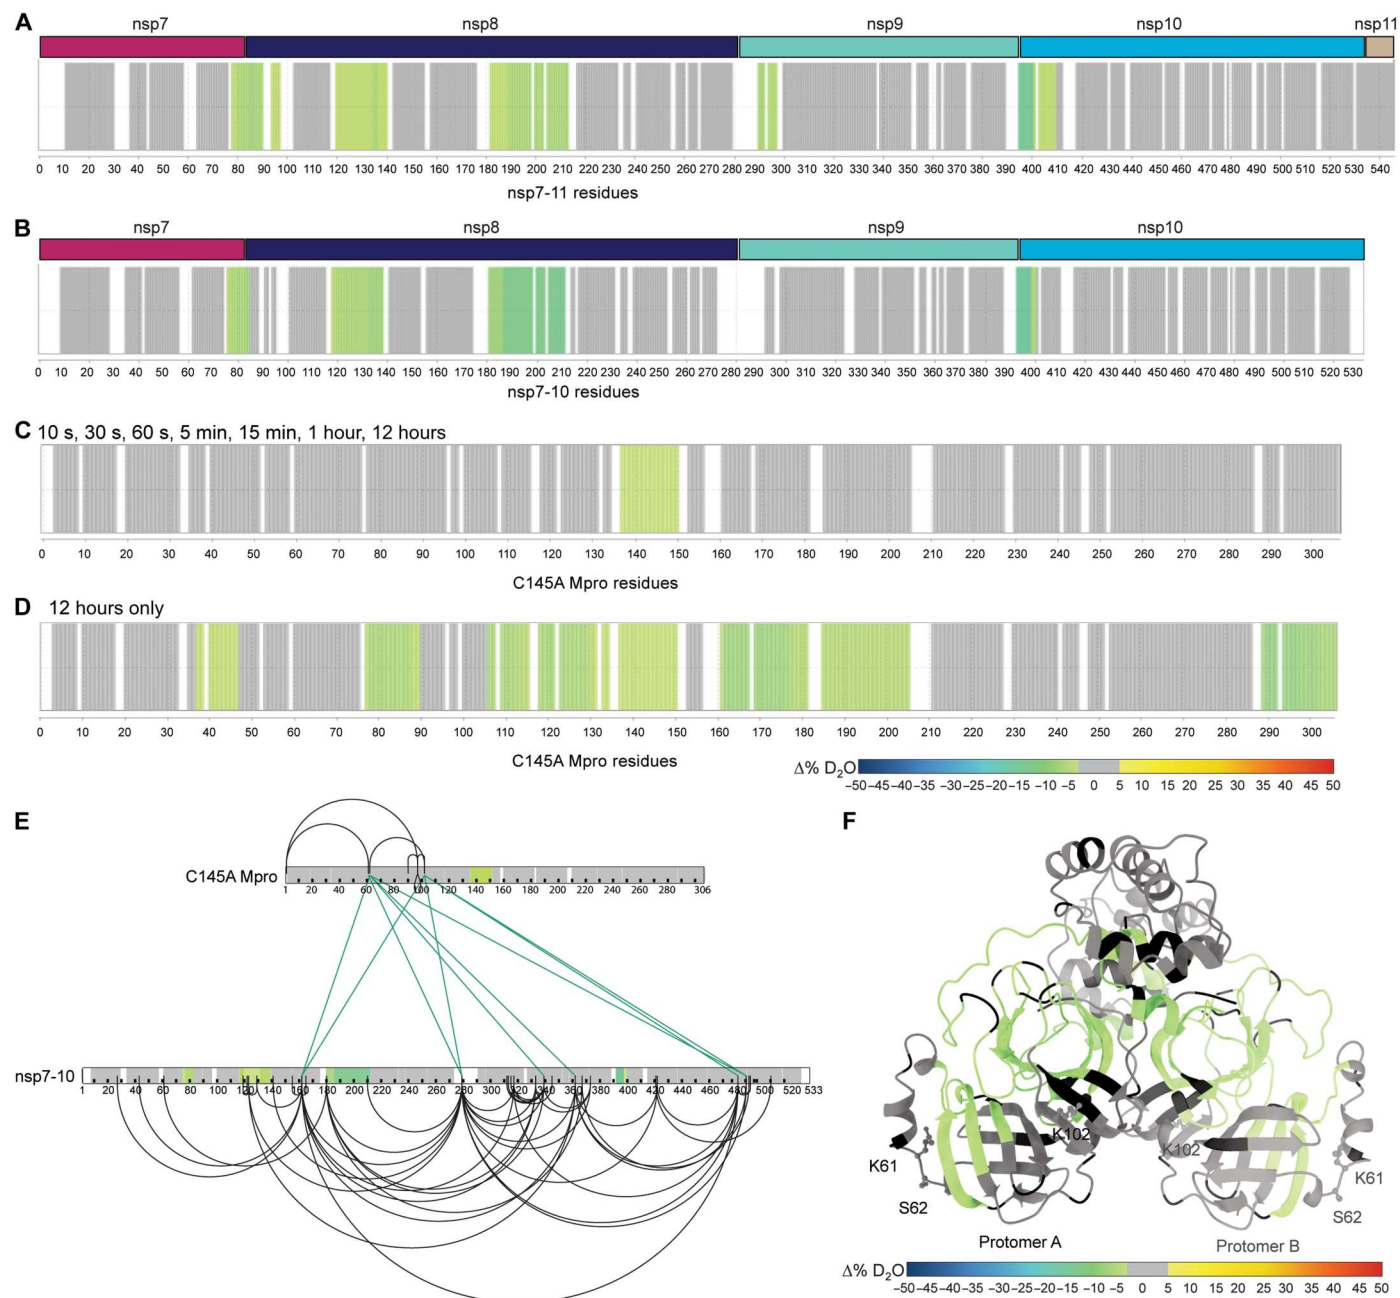 A
nsp7 nsp8 nsp9 nsp10 nsp11
0 10 20 30 40 50 60 70 80 90 100 110 120 130 140 150 160 170 180 190 200 210 220 230 240 250 260 270 280 290 300 310 320 330 340 350 360 370 380 390 400 410 420 430 440 450 460 470 480 490 500 510 520 530 540
nsp7-11 residues
B
nsp7 nsp8 nsp9 nsp10
0 10 20 30 40 50 60 70 80 90 100 110 120 130 140 150 160 170 180 190 200 210 220 230 240 250 260 270 280 290 300 310 320 330 340 350 360 370 380 390 400 410 420 430 440 450 460 470 480 490 500 510 520 530
nsp7-10 residues
C 10 s, 30 s, 60 s, 5 min, 15 min, 1 hour, 12 hours
0 10 20 30 40 50 60 70 80 90 100 110 120 130 140 150 160 170 180 190 200 210 220 230 240 250 260 270 280 290 300
C145A Mpro residues
D 12 hours only
0 10 20 30 40 50 60 70 80 90 100 110 120 130 140 150 160 170 180 190 200 210 220 230 240 250 260 270 280 290 300
C145A Mpro residues
Δ% D₂O
−50 −45 −40 −35 −30 −25 −20 −15 −10 −5 0 5 10 15 20 25 30 35 40 45 50
E
C145A Mpro
1 20 40 60 80 100 120 140 160 180 200 220 240 260 280 306
nsp7-10
1 20 40 60 80 100 120 140 160 180 200 220 240 260 280 300 320 340 360 380 400 420 440 460 480 500 520 533
F
K102
K102
K61
K61
S62
S62
Protomer A
Protomer B
Δ% D₂O
−50 −45 −40 −35 −30 −25 −20 −15 −10 −5 0 5 10 15 20 25 30 35 40 45 50